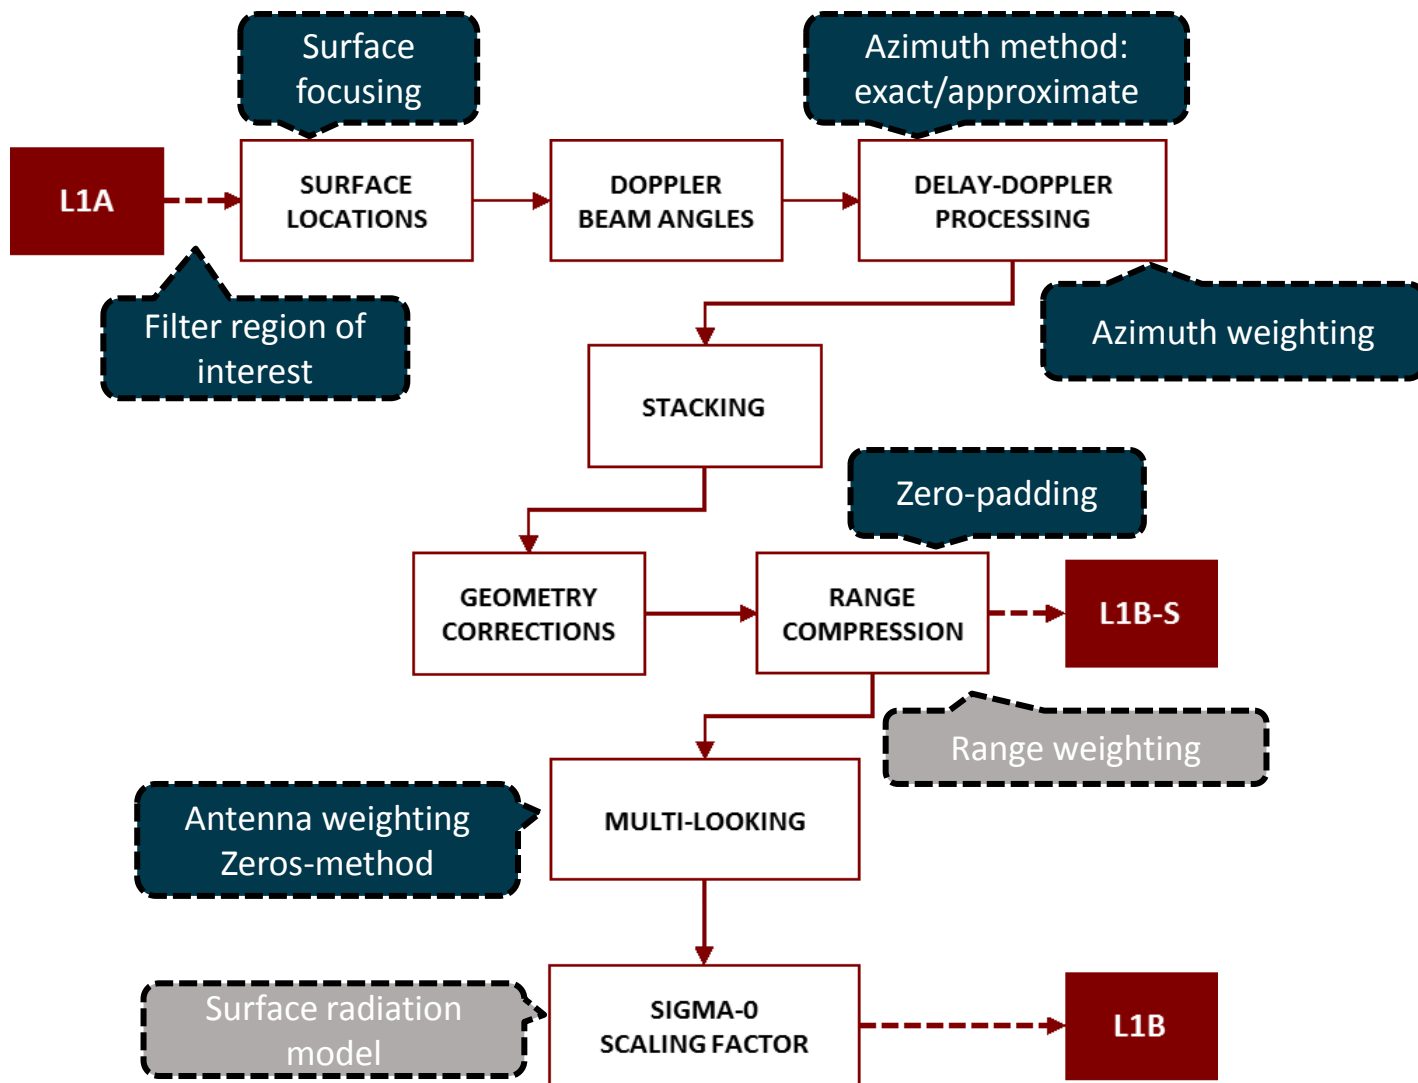 Surface
focusing
Azimuth method:
exact/approximate
L1A
SURFACE
LOCATIONS
DOPPLER
BEAM ANGLES
DELAY-DOPPLER
PROCESSING
Filter region of
interest
Azimuth weighting
STACKING
Zero-padding
GEOMETRY
CORRECTIONS
RANGE
COMPRESSION
L1B-S
Range weighting
Antenna weighting
Zeros-method
MULTI-LOOKING
Surface radiation
model
SIGMA-0
SCALING FACTOR
L1B